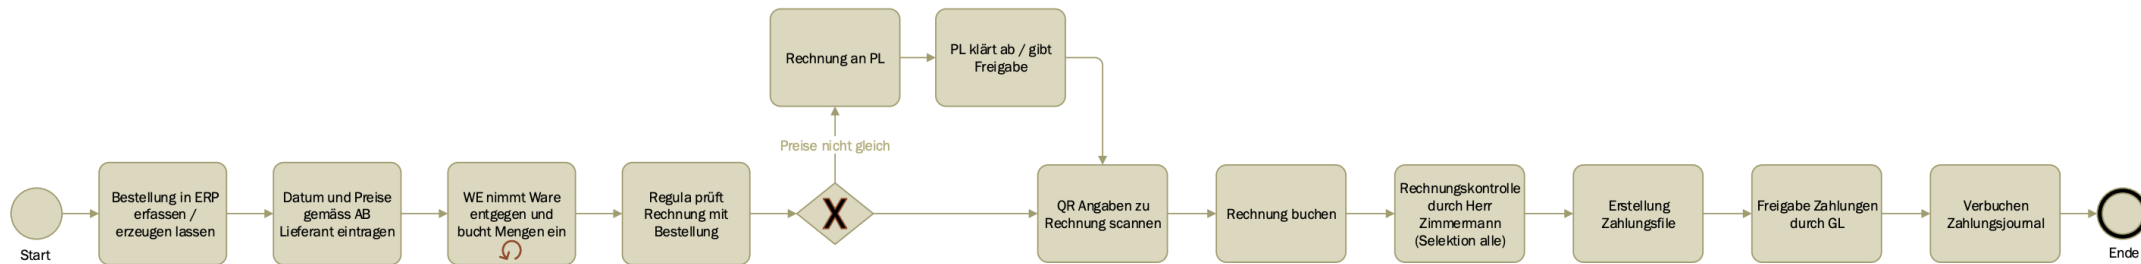 Start
Bestellung in ERP
erfassen /
erzeugen lassen
Datum und Preise
gemäss AB
Lieferant eintragen
WE nimmt Ware
entgegen und
bucht Mengen ein
Regula prüft
Rechnung mit
Bestellung
X
Preise nicht gleich
Rechnung an PL
PL klärt ab / gibt
Freigabe
QR Angaben zu
Rechnung scannen
Rechnung buchen
Rechnungskontrolle
durch Herr
Zimmermann
(Selektion alle)
Erstellung
Zahlungsfile
Freigabe Zahlungen
durch GL
Verbuchen
Zahlungsjournal
Ende